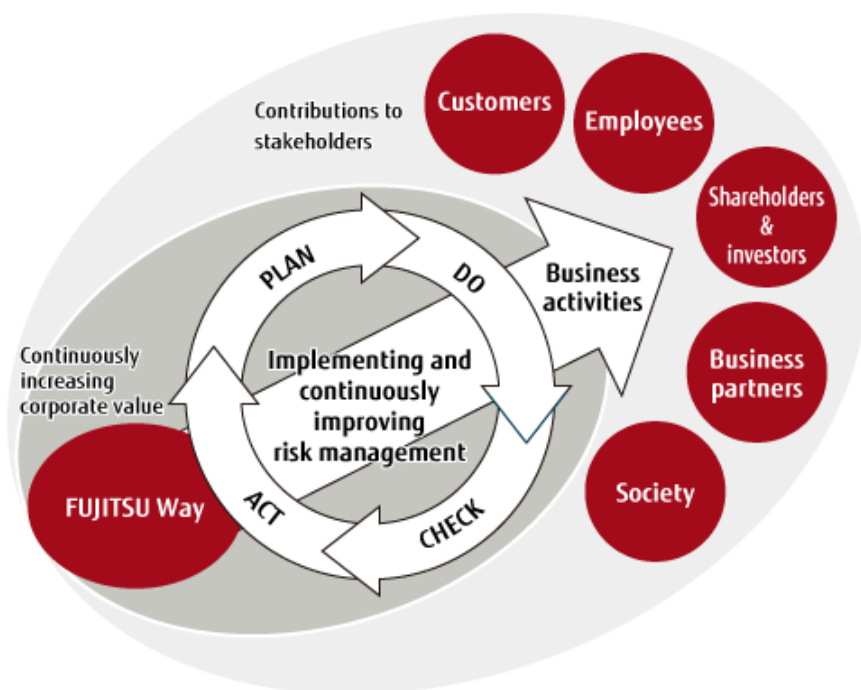 Contributions to
stakeholders
Customers
Employees
Shareholders
&
investors
Business
partners
Society
Business
activities
PLAN
DO
CHECK
ACT
Implementing and
continuously
improving
risk management
Continuously
increasing
corporate value
FUJITSU Way